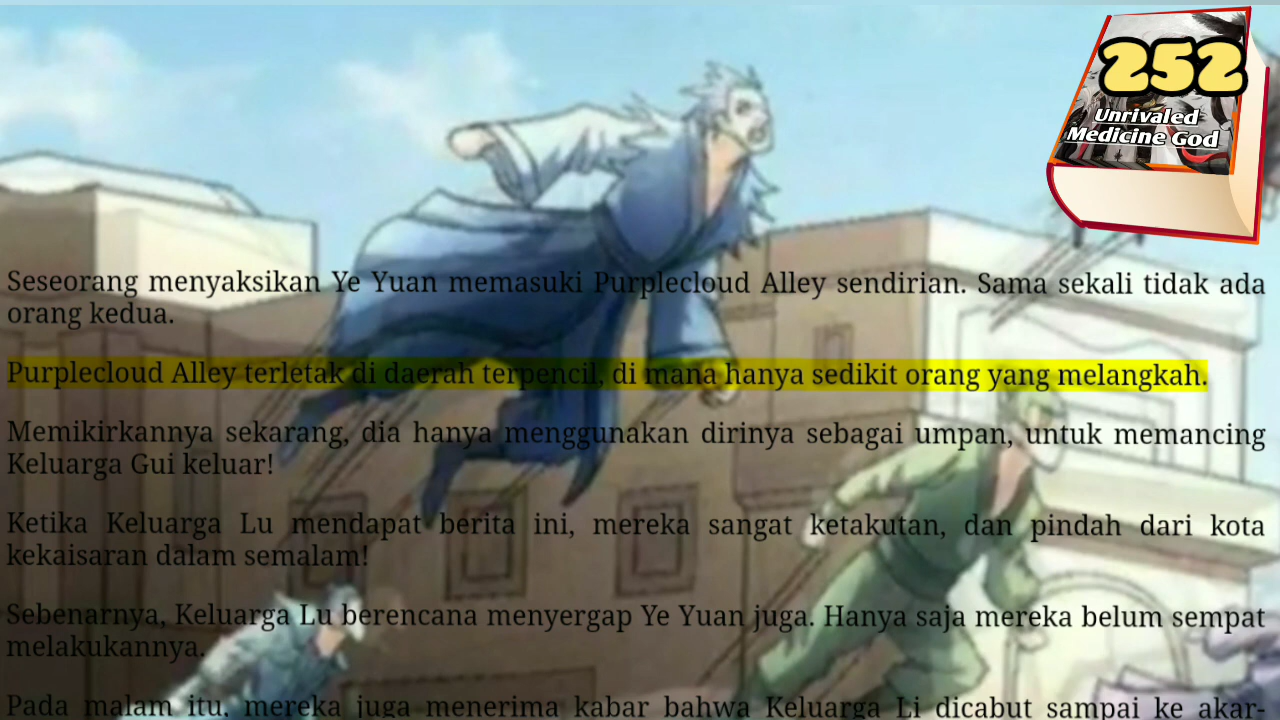 252
Unrivaled
Medicine God
Seseorang menyaksikan Ye Yuan memasuki Purplecloud Alley sendirian. Sama sekali tidak ada
orang kedua.
Purplecloud Alley terletak di daerah terpencil, di mana hanya sedikit orang yang melangkah.
Memikirkannya sekarang, dia hanya menggunakan dirinya sebagai umpan, untuk memancing
Keluarga Gui keluar!
Ketika Keluarga Lu mendapat berita ini, mereka sangat ketakutan, dan pindah dari kota
kekaisaran dalam semalam!
Sebenarnya, Keluarga Lu berencana menyergap Ye Yuan juga. Hanya saja mereka belum sempat
melakukannya.
Pada malam itu, mereka juga menerima kabar bahwa Keluarga Li dicabut sampai ke akar-